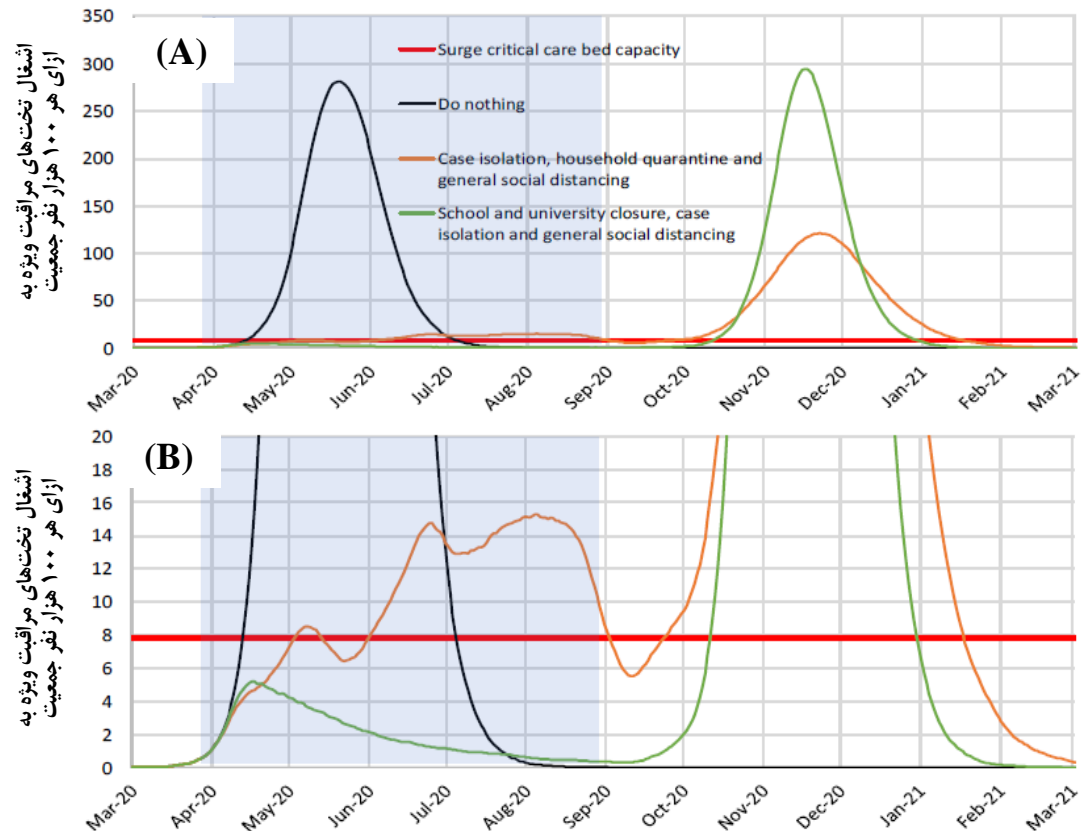 (A)
اشغال تخت‌های مراقبت ویژه به
ازای هر ۱۰۰ هزار نفر جمعیت
350
300
250
200
150
100
50
0
Surge critical care bed capacity
Do nothing
Case isolation, household quarantine and
general social distancing
School and university closure, case
isolation and general social distancing
Mar-20
Apr-20
May-20
Jun-20
Jul-20
Aug-20
Sep-20
Oct-20
Nov-20
Dec-20
Jan-21
Feb-21
Mar-21
(B)
اشغال تخت‌های مراقبت ویژه به
ازای هر ۱۰۰ هزار نفر جمعیت
20
18
16
14
12
10
8
6
4
2
0
Mar-20
Apr-20
May-20
Jun-20
Jul-20
Aug-20
Sep-20
Oct-20
Nov-20
Dec-20
Jan-21
Feb-21
Mar-21